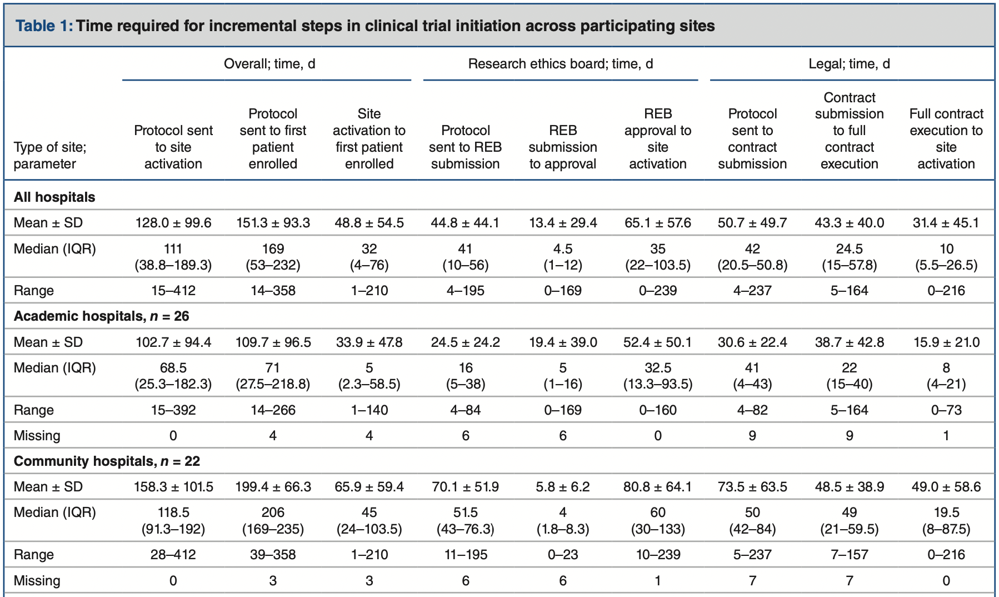 Table 1: Time required for incremental steps in clinical trial initiation across participating sites
Overall; time, d Research ethics board; time, d Legal; time, d
Type of site; parameter Protocol sent to site activation Protocol sent to first patient enrolled Site activation to first patient enrolled Protocol sent to REB submission REB submission to approval REB approval to site activation Protocol sent to contract submission Contract submission to full contract execution Full contract execution to site activation
All hospitals
Mean ± SD 128.0 ± 99.6 151.3 ± 93.3 48.8 ± 54.5 44.8 ± 44.1 13.4 ± 29.4 65.1 ± 57.6 50.7 ± 49.7 43.3 ± 40.0 31.4 ± 45.1
Median (IQR) 111 169 32 41 4.5 35 42 24.5 10
(38.8–189.3) (53–232) (4–76) (10–56) (1–12) (22–103.5) (20.5–50.8) (15–57.8) (5.5–26.5)
Range 15–412 14–358 1–210 4–195 0–169 0–239 4–237 5–164 0–216
Academic hospitals, n = 26
Mean ± SD 102.7 ± 94.4 109.7 ± 96.5 33.9 ± 47.8 24.5 ± 24.2 19.4 ± 39.0 52.4 ± 50.1 30.6 ± 22.4 38.7 ± 42.8 15.9 ± 21.0
Median (IQR) 68.5 71 5 16 5 32.5 41 22 8
(25.3–182.3) (27.5–218.8) (2.3–58.5) (5–38) (1–16) (13.3–93.5) (4–43) (15–40) (4–21)
Range 15–392 14–266 1–140 4–84 0–169 0–160 4–82 5–164 0–73
Missing 0 4 4 6 6 0 9 9 1
Community hospitals, n = 22
Mean ± SD 158.3 ± 101.5 199.4 ± 66.3 65.9 ± 59.4 70.1 ± 51.9 5.8 ± 6.2 80.8 ± 64.1 73.5 ± 63.5 48.5 ± 38.9 49.0 ± 58.6
Median (IQR) 118.5 206 45 51.5 4 60 50 49 19.5
(91.3–192) (169–235) (24–103.5) (43–76.3) (1.8–8.3) (30–133) (42–84) (21–59.5) (8–87.5)
Range 28–412 39–358 1–210 11–195 0–23 10–239 5–237 7–157 0–216
Missing 0 3 3 6 6 1 7 7 0